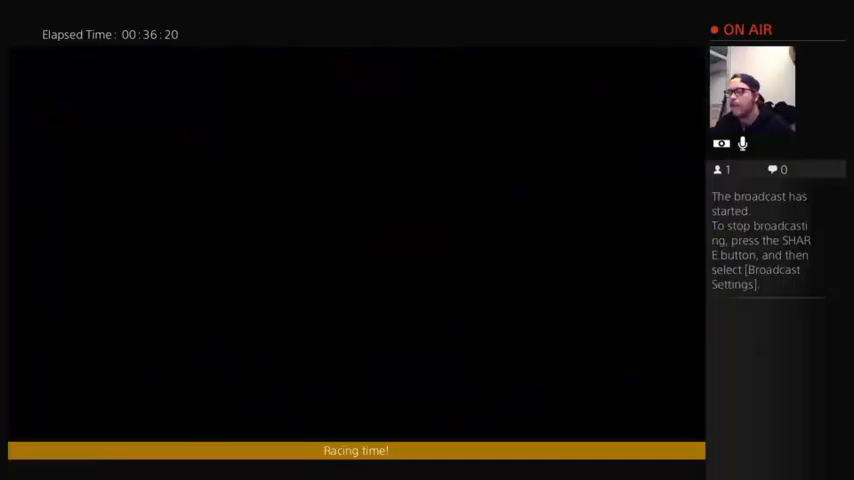 Elapsed Time: 00:36:20
ON AIR
1 0
The broadcast has
started.
To stop broadcasti
ng, press the SHAR
E button, and then
select [Broadcast
Settings].
Racing time!